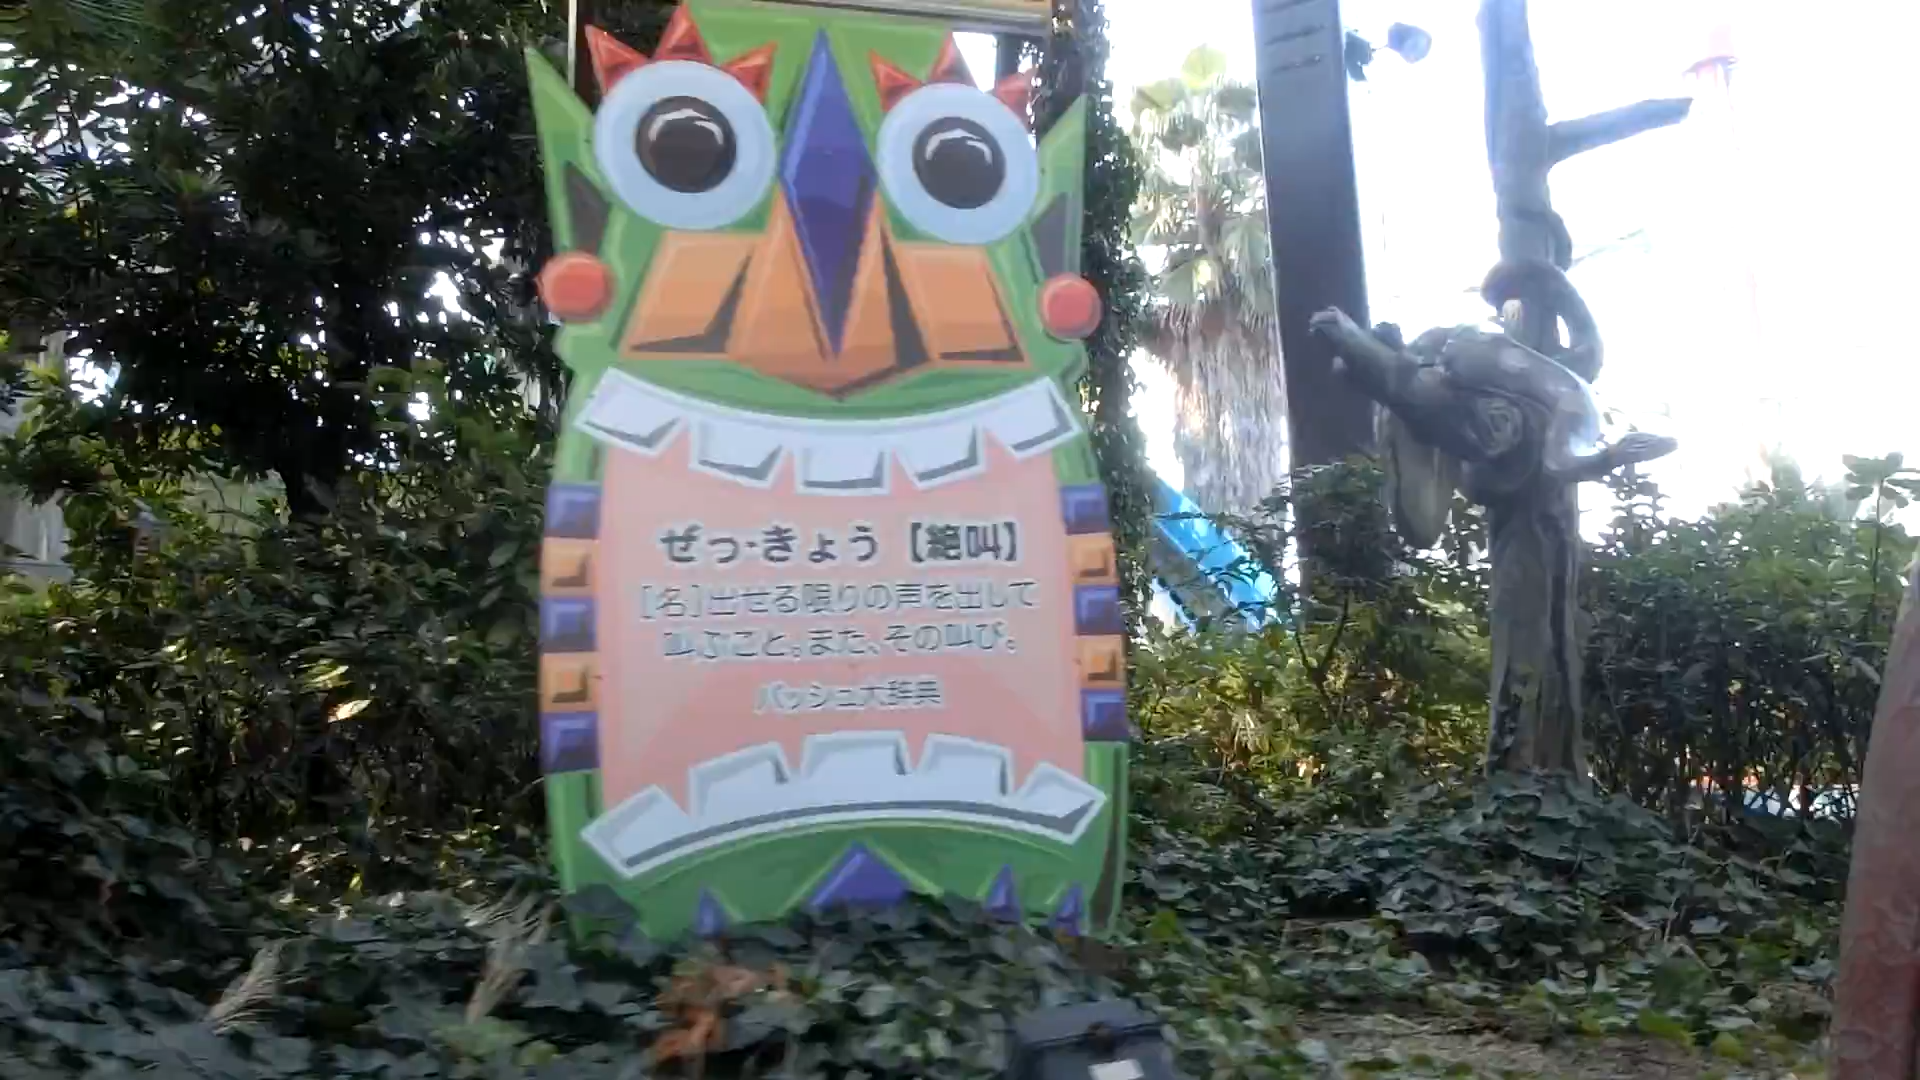 ぜっ・きょう【絶叫】
[名]出せる限りの声を出して
叫ぶこと。また、その叫び。
バッシュ大辞典